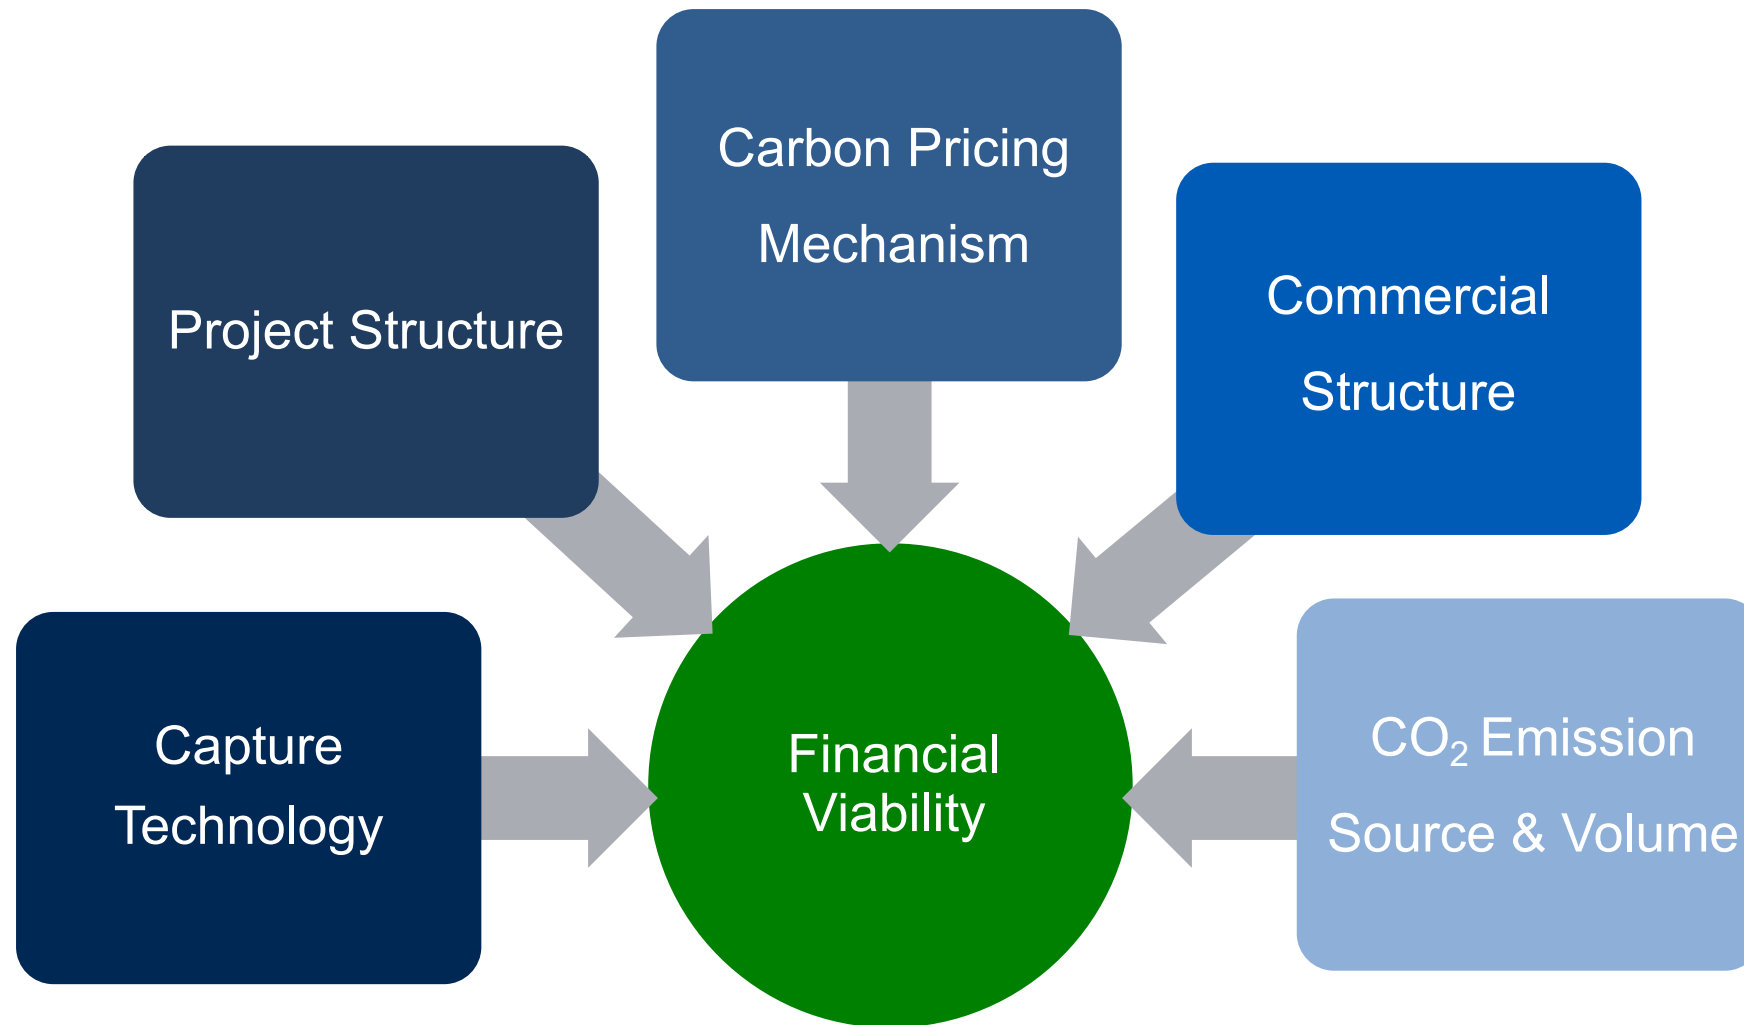 Carbon Pricing
Mechanism
Project Structure
Commercial
Structure
Capture
Technology
Financial
Viability
CO₂ Emission
Source & Volume